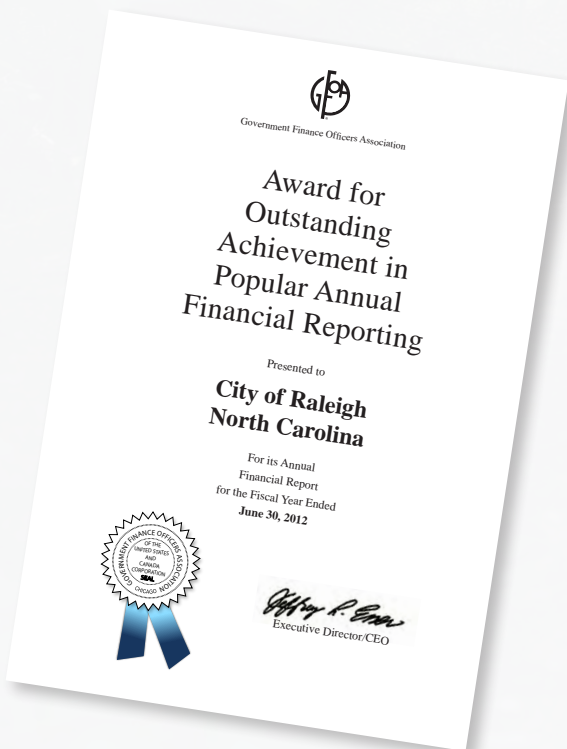 GFOA
Government Finance Officers Association
Award for
Outstanding
Achievement in
Popular Annual
Financial Reporting
Presented to
City of Raleigh
North Carolina
For its Annual
Financial Report
for the Fiscal Year Ended
June 30, 2012
GOVERNMENT FINANCE OFFICERS ASSOCIATION
OF THE
UNITED STATES
AND
CANADA
CORPORATION
SEAL
CHICAGO
Jeffrey R. Enser
Executive Director/CEO